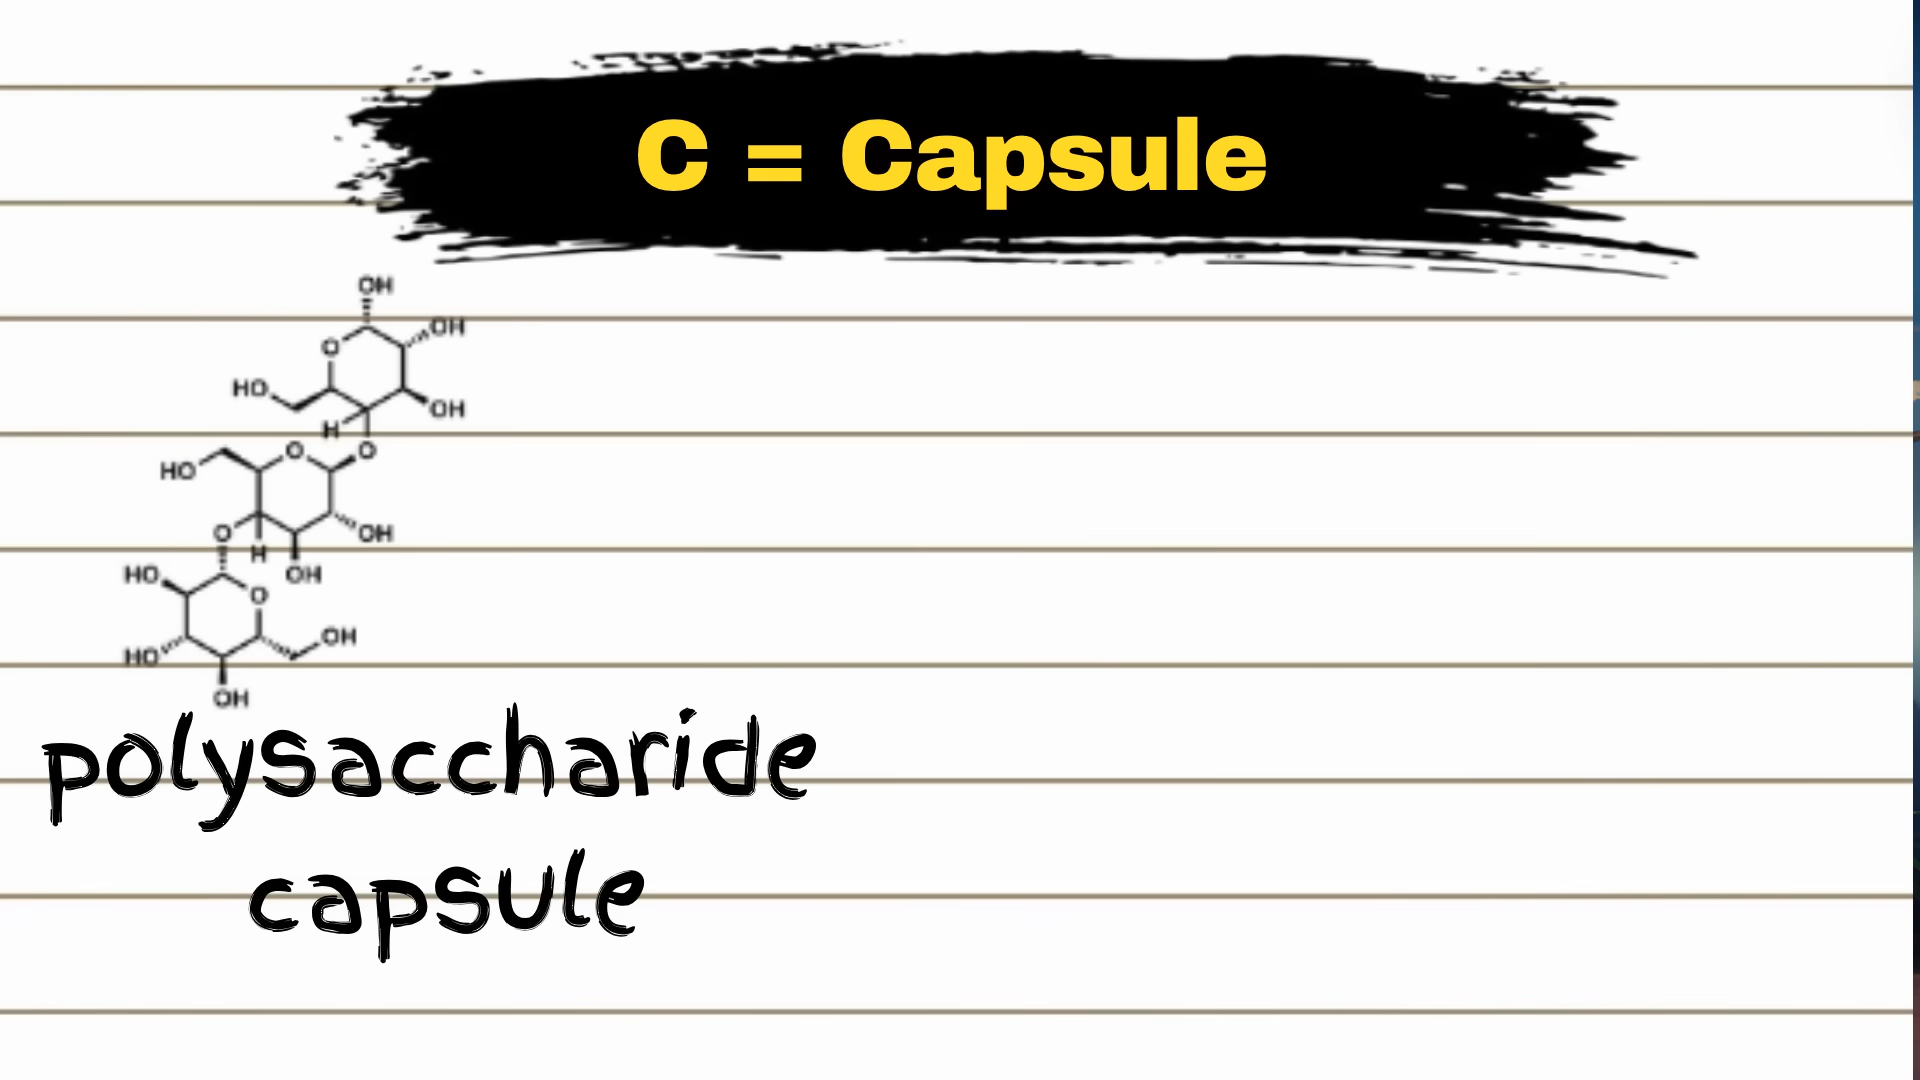 C = Capsule
OH
OH
O
HO
OH
H
O
O
HO
O
OH
H
HO
OH
O
OH
HO
OH
polysaccharide
capsule